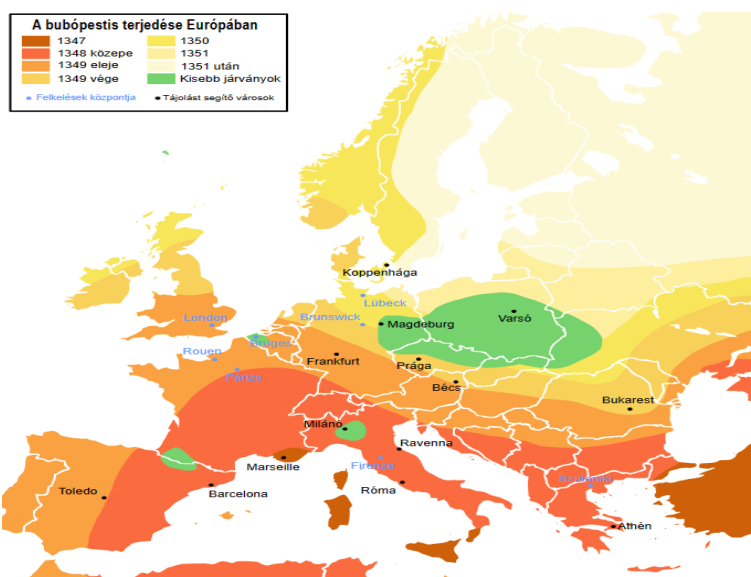 A bubópestis terjedése Európában
1347
1348 közepe
1349 eleje
1349 vége
1350
1351
1351 után
Kisebb járványok
Felkelések központja
Tájolást segítő városok
Koppenhága
Lübeck
Brunswick
Magdeburg
Varsó
London
Bruges
Rouen
Párizs
Frankfurt
Prága
Bécs
Bukarest
Milánó
Ravenna
Marseille
Firenze
Szaloniki
Toledo
Barcelona
Róma
Athén